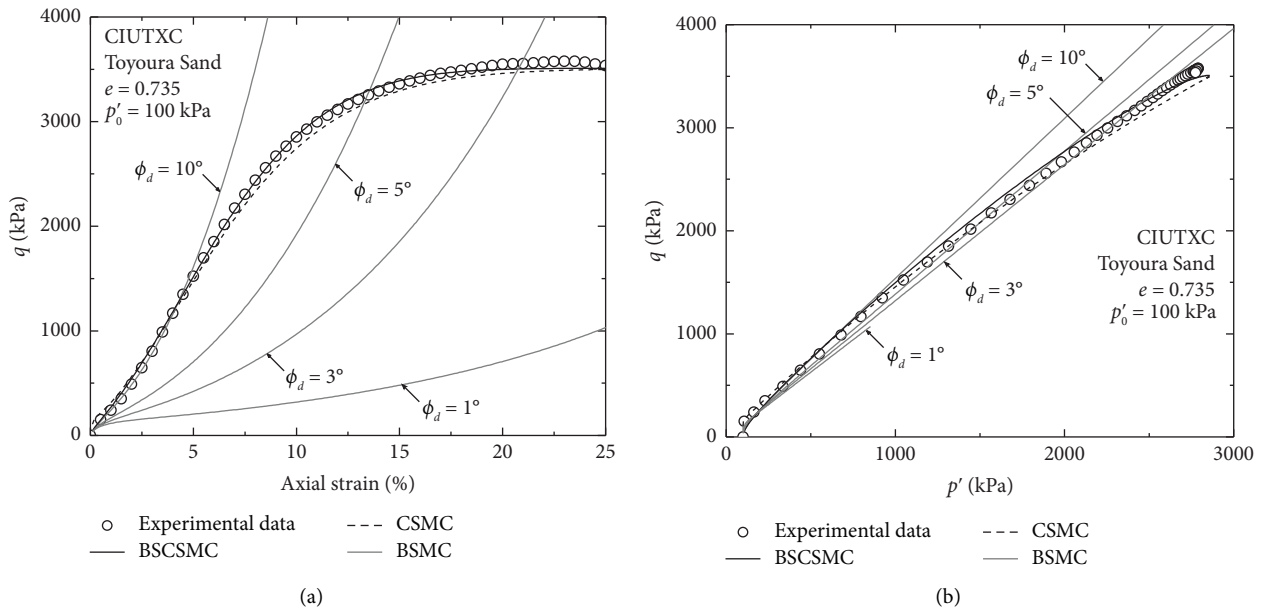 4000
3000
2000
1000
0
q (kPa)
CIUTXC
Toyoura Sand
e = 0.735
p′₀ = 100 kPa
ϕd = 10°
ϕd = 5°
ϕd = 3°
ϕd = 1°
0 5 10 15 20 25
Axial strain (%)
Experimental data
BSCSMC
CSMC
BSMC
(a)
4000
3000
2000
1000
0
q (kPa)
ϕd = 10°
ϕd = 5°
ϕd = 3°
ϕd = 1°
CIUTXC
Toyoura Sand
e = 0.735
p′₀ = 100 kPa
0 1000 2000 3000
p′ (kPa)
Experimental data
BSCSMC
CSMC
BSMC
(b)